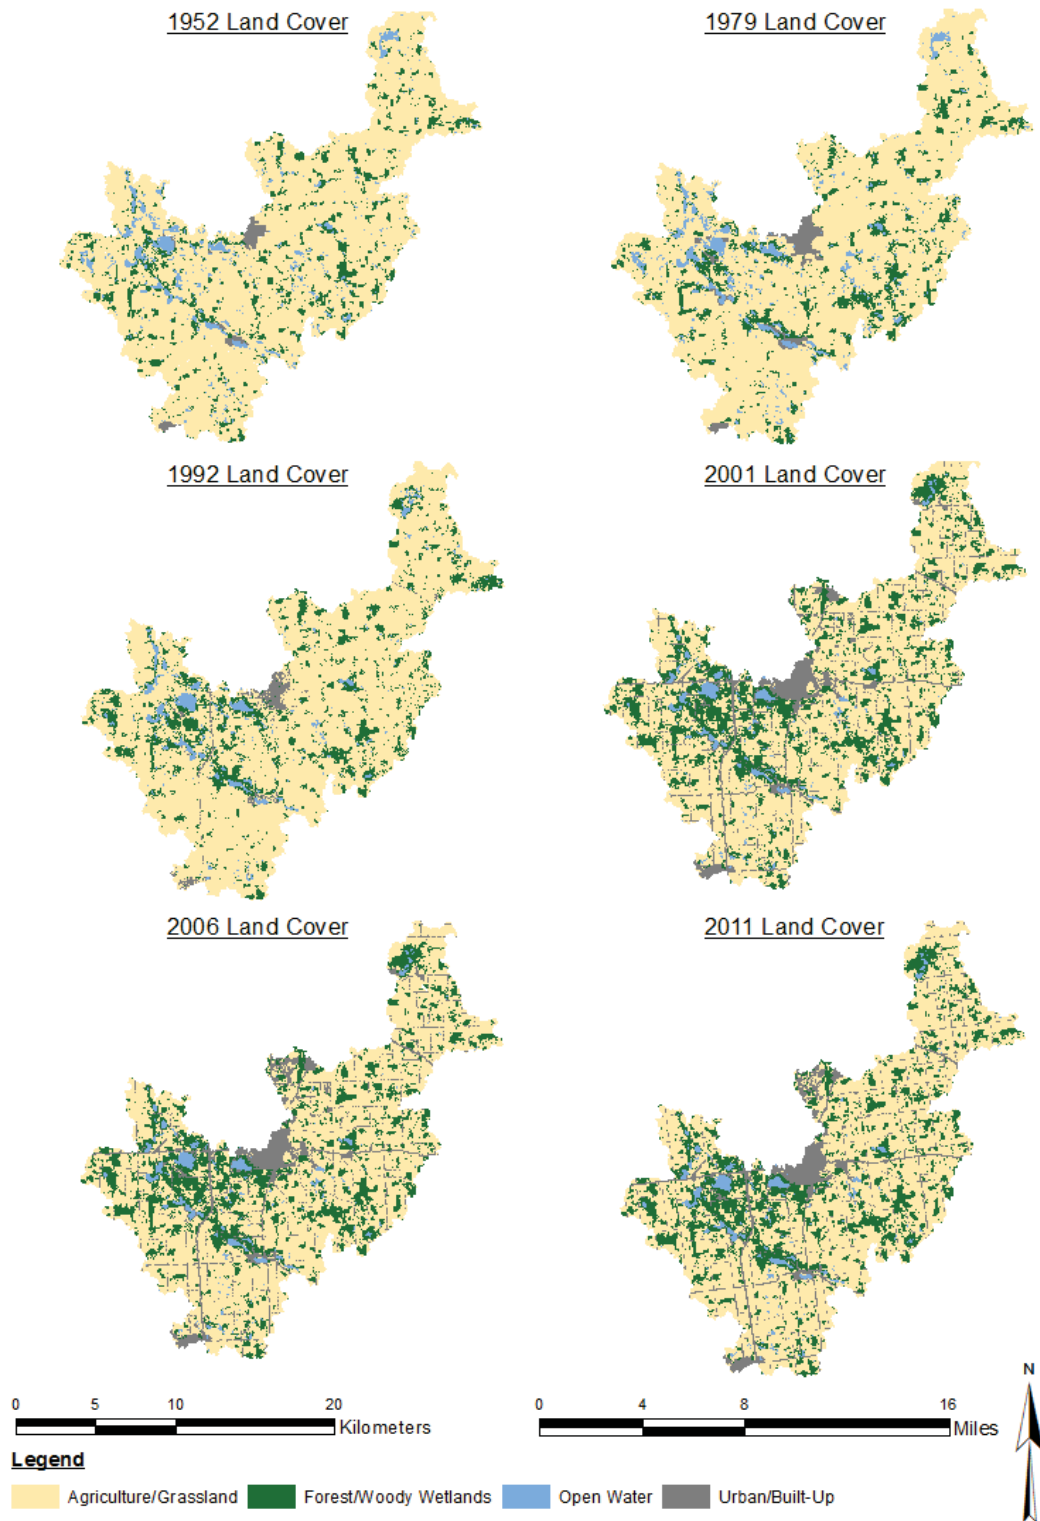 1952 Land Cover
1979 Land Cover
1992 Land Cover
2001 Land Cover
2006 Land Cover
2011 Land Cover
N
0 5 10 20
Kilometers
0 4 8 16
Miles
Legend
Agriculture/Grassland Forest/Woody Wetlands Open Water Urban/Built-Up